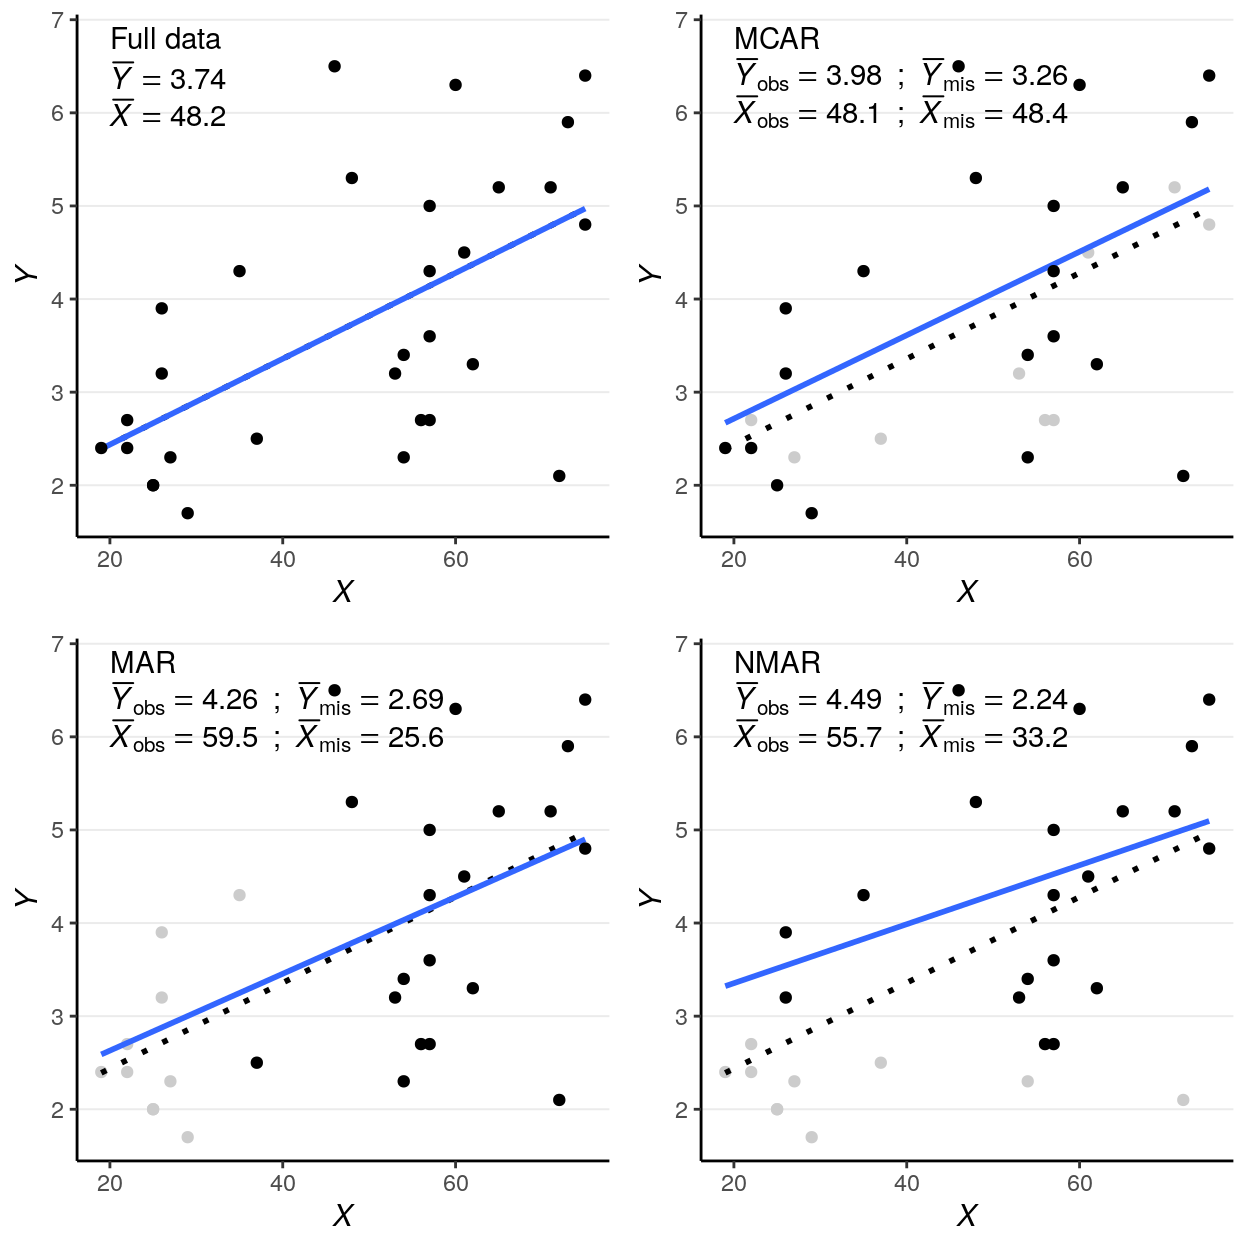 Full data
Y̅ = 3.74
X̅ = 48.2
7
6
5
4
3
2
Y
20 40 60
X
MCAR
Y̅obs = 3.98 ; Y̅mis = 3.26
X̅obs = 48.1 ; X̅mis = 48.4
7
6
5
4
3
2
Y
20 40 60
X
MAR
Y̅obs = 4.26 ; Y̅mis = 2.69
X̅obs = 59.5 ; X̅mis = 25.6
7
6
5
4
3
2
Y
20 40 60
X
NMAR
Y̅obs = 4.49 ; Y̅mis = 2.24
X̅obs = 55.7 ; X̅mis = 33.2
7
6
5
4
3
2
Y
20 40 60
X